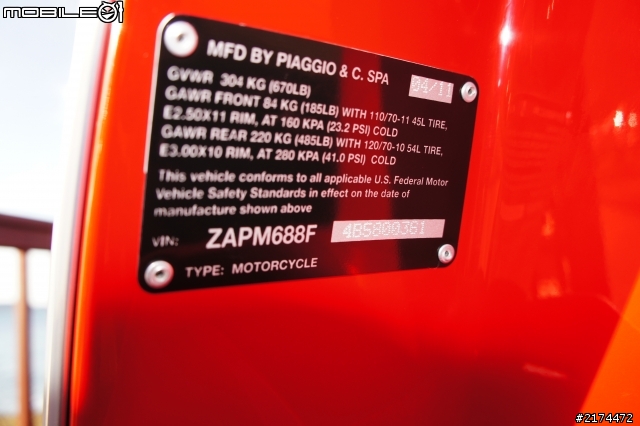 MOBILE01
MFD BY PIAGGIO & C. SPA 04/11
GVWR 304 KG (670LB)
GAWR FRONT 84 KG (185LB) WITH 110/70-11 45L TIRE,
E2.50X11 RIM, AT 160 KPA (23.2 PSI) COLD
GAWR REAR 220 KG (485LB) WITH 120/70-10 54L TIRE,
E3.00X10 RIM, AT 280 KPA (41.0 PSI) COLD
This vehicle conforms to all applicable U.S. Federal Motor
Vehicle Safety Standards in effect on the date of
manufacture shown above
VIN: ZAPM688F 4BS800361
TYPE: MOTORCYCLE
#2174472